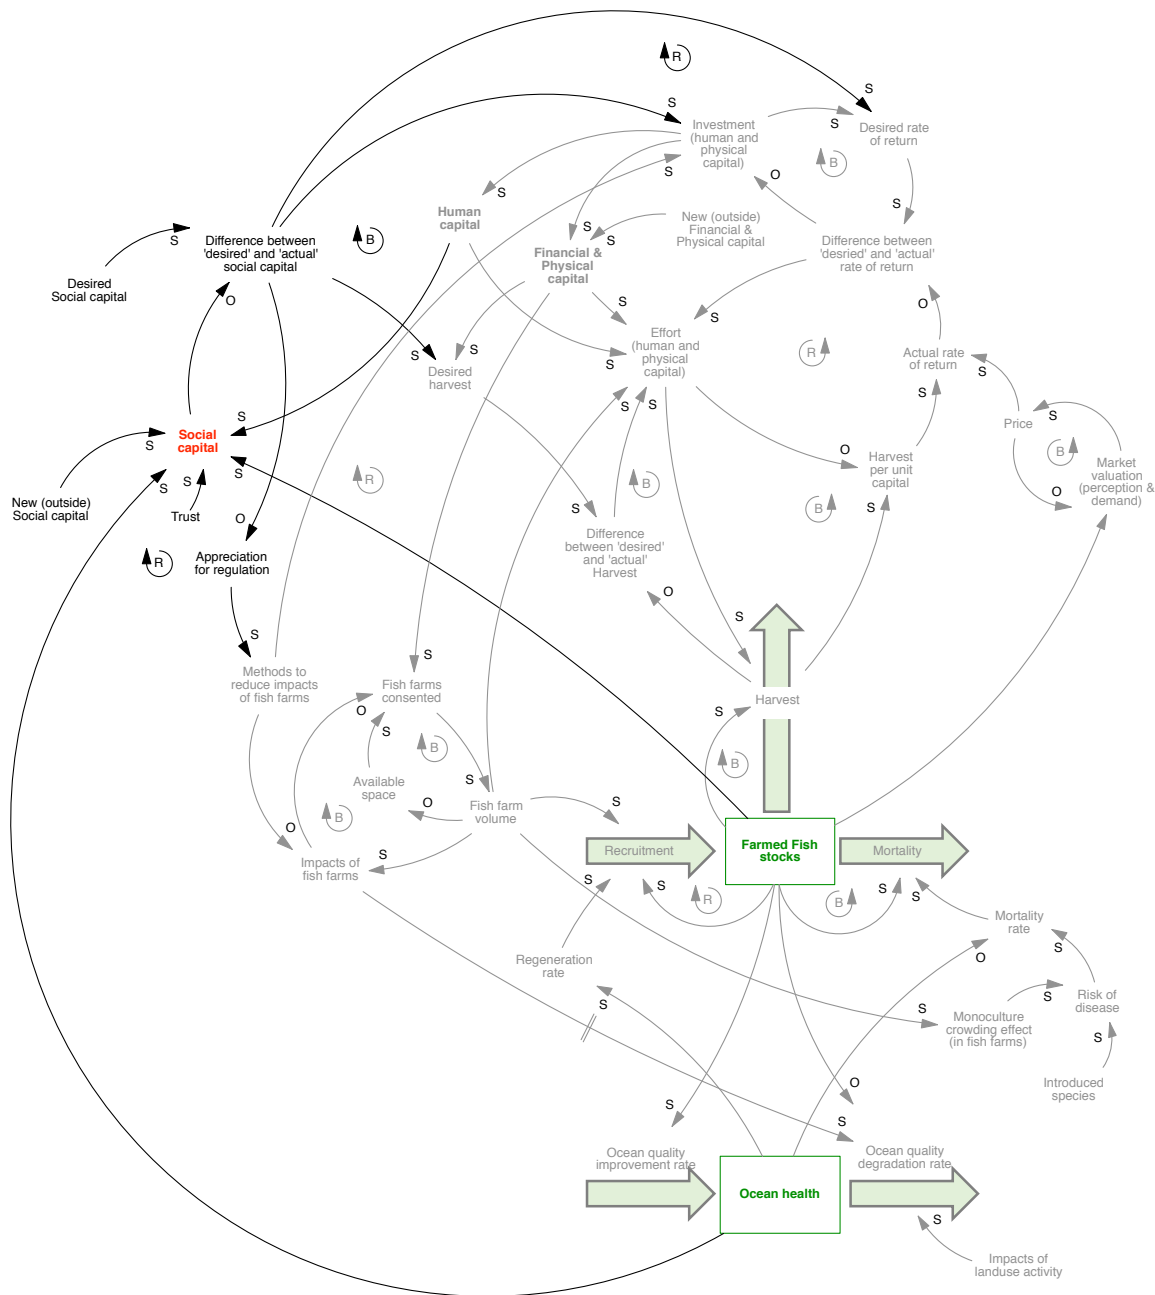 R
S
S
Investment
(human and
physical
capital)
S
Desired rate
of return
B
S
O
S
S
Human
capital
New (outside)
Financial &
Physical capital
S
S
S
Difference between
'desired' and 'actual'
social capital
B
Financial &
Physical
capital
Difference between
'desried' and 'actual'
rate of return
Desired
Social capital
O
S
S
O
Effort
(human and
physical
capital)
S
S
S
S
R
Actual rate
of return
S
Desired
harvest
S
S
S
S
S
Price
S
S
Social
capital
S
S
S
S
New (outside)
Social capital
Trust
R
B
O
Harvest
per unit
capital
B
Market
valuation
(perception &
demand)
O
B
S
S
O
Difference
between 'desired'
and 'actual'
Harvest
R
Appreciation
for regulation
O
S
S
S
Methods to
reduce impacts
of fish farms
Fish farms
consented
Harvest
O
S
S
B
B
S
Available
space
O
Fish farm
volume
S
B
O
S
Impacts of
fish farms
Recruitment
Farmed Fish
stocks
Mortality
S
S
R
B
S
S
Mortality
rate
S
O
Regeneration
rate
S
S
Monoculture
crowding effect
(in fish farms)
S
Risk of
disease
S
Introduced
species
O
S
S
Ocean quality
improvement rate
Ocean quality
degradation rate
Ocean health
S
Impacts of
landuse activity